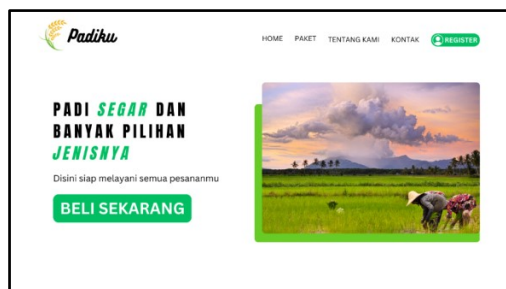 Padiku
HOME PAKET TENTANG KAMI KONTAK REGISTER
PADI SEGAR DAN
BANYAK PILIHAN
JENISNYA
Disini siap melayani semua pesananmu
BELI SEKARANG